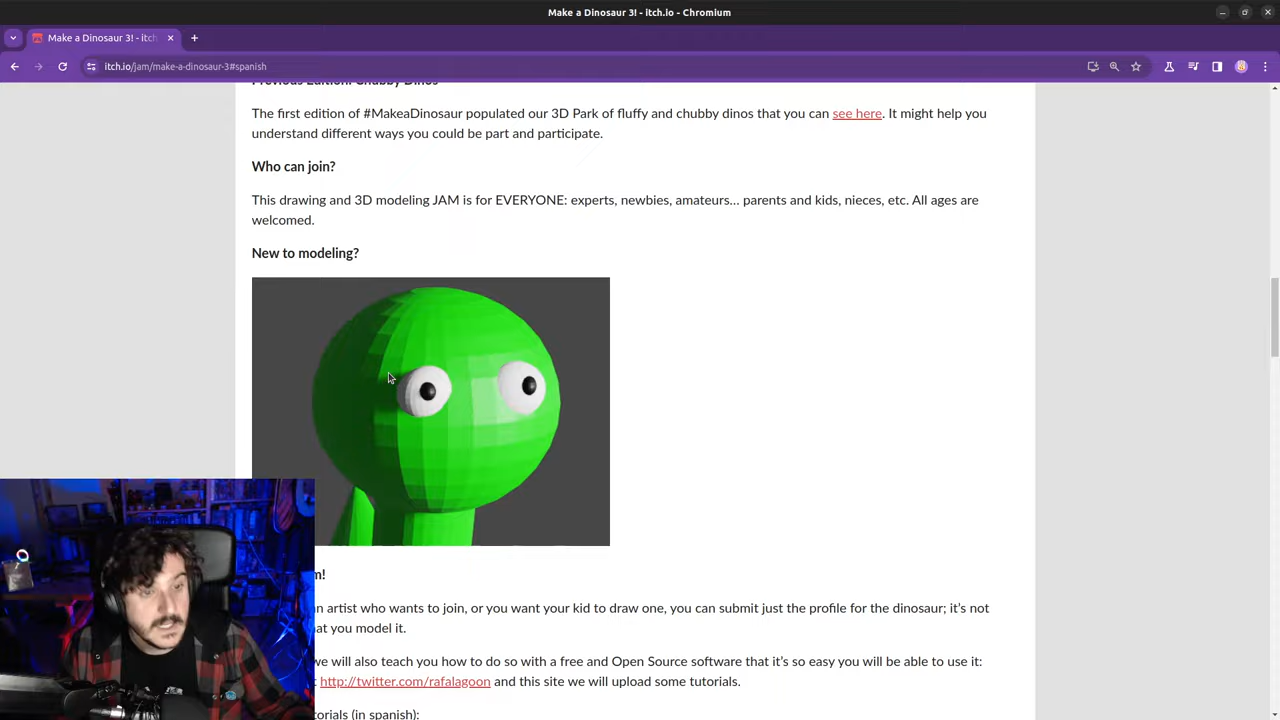 Make a Dinosaur 3! - itch.io - Chromium
Make a Dinosaur 3! - itch
itch.io/jam/make-a-dinosaur-3#spanish
Previous Edition: Chubby Dinos
The first edition of #MakeaDinosaur populated our 3D Park of fluffy and chubby dinos that you can see here. It might help you
understand different ways you could be part and participate.
Who can join?
This drawing and 3D modeling JAM is for EVERYONE: experts, newbies, amateurs... parents and kids, nieces, etc. All ages are
welcomed.
New to modeling?
m!
n artist who wants to join, or you want your kid to draw one, you can submit just the profile for the dinosaur; it's not
at you model it.
we will also teach you how to do so with a free and Open Source software that it's so easy you will be able to use it:
t http://twitter.com/rafalagoon and this site we will upload some tutorials.
torials (in spanish):